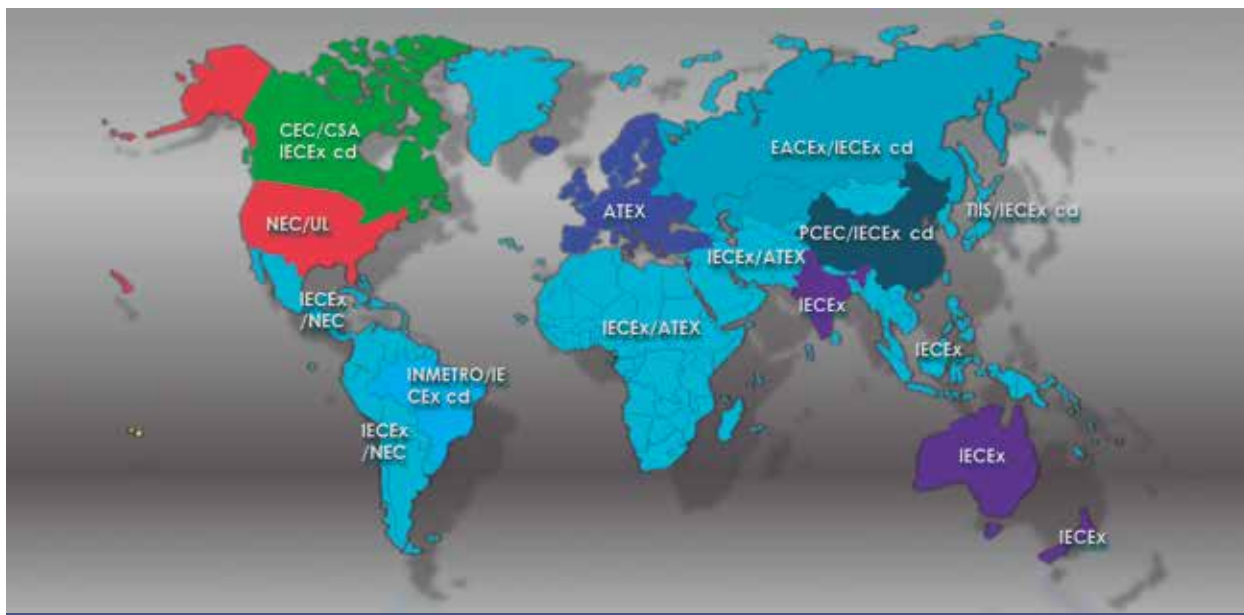 CEC/CSA
IECEx cd
EACEx/IECEx cd
ATEX
TIIS/IECEx cd
NEC/UL
PCEC/IECEx cd
IECEx/ATEX
IECEx
/NEC
IECEx
IECEx/ATEX
IECEx
INMETRO/IE
CEx cd
IECEx
/NEC
IECEx
IECEx